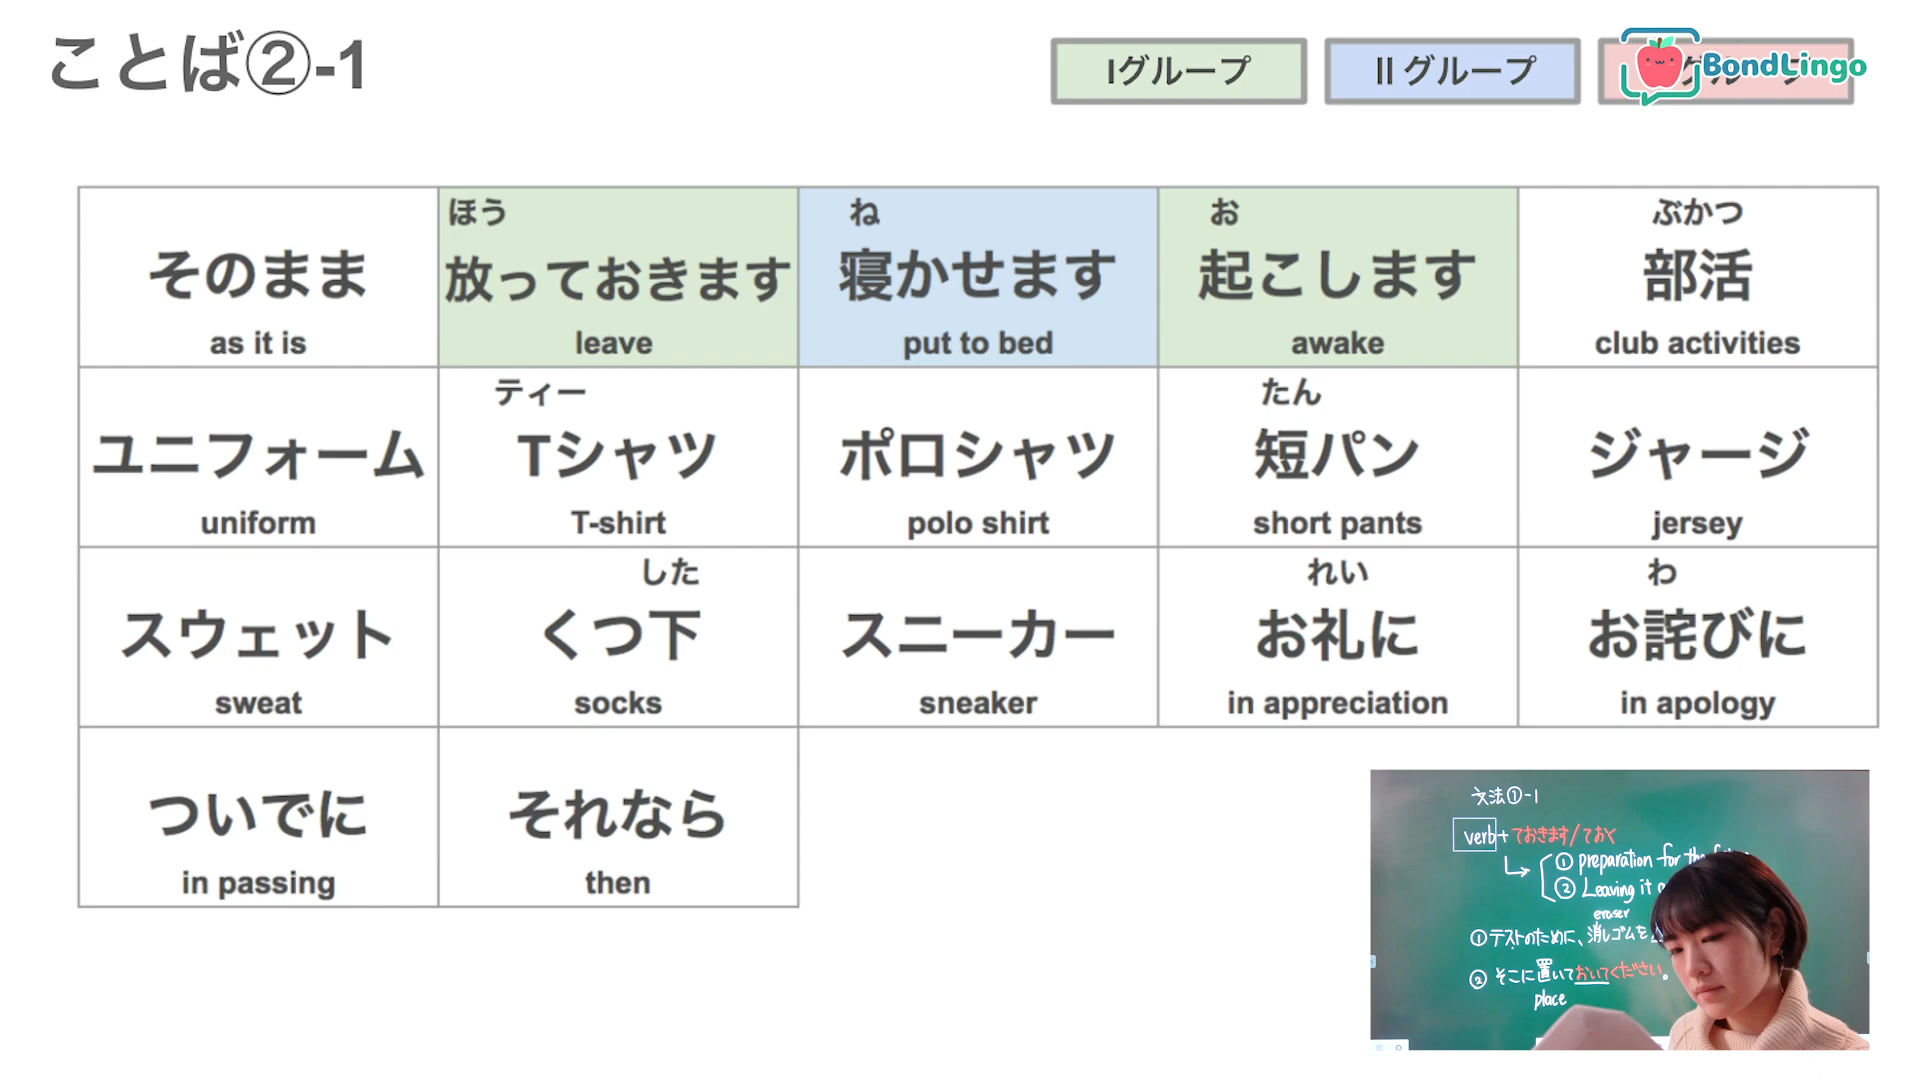 ことば②-1
Iグループ
II グループ
BondLingo
そのまま
as it is
ほう
放っておきます
leave
ね
寝かせます
put to bed
お
起こします
awake
ぶかつ
部活
club activities
ユニフォーム
uniform
ティー
Tシャツ
T-shirt
ポロシャツ
polo shirt
たん
短パン
short pants
ジャージ
jersey
スウェット
sweat
した
くつ下
socks
スニーカー
sneaker
れい
お礼に
in appreciation
わ
お詫びに
in apology
ついでに
in passing
それなら
then
文法①-1
verb+ておきます/ておく
① preparation for the
② Leaving it
eraser
①テストのために、消しゴムを
② そこに置いておいてください。
place